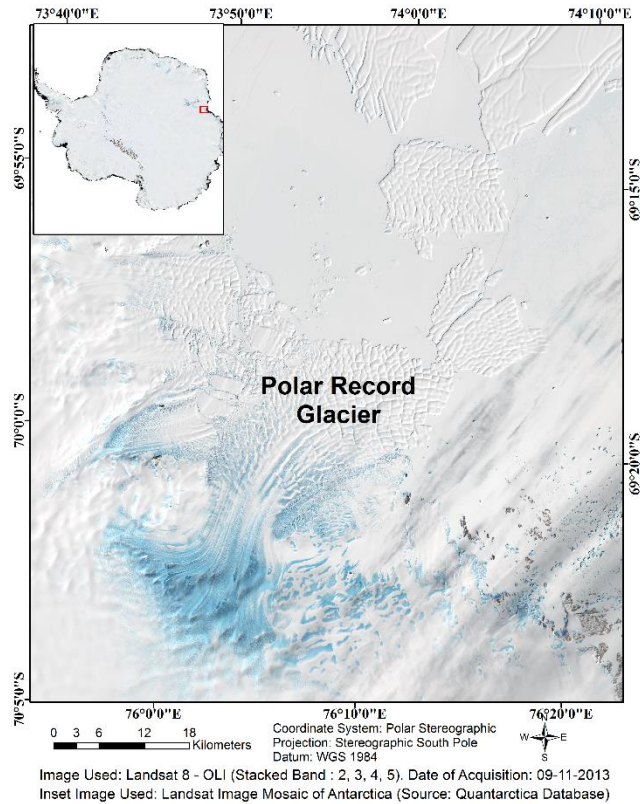 73°40'0"E 73°50'0"E 74°0'0"E 74°10'0"E
69°55'0"S
69°15'0"S
Polar Record
Glacier
70°0'0"S
69°20'0"S
70°5'0"S
76°0'0"E 76°10'0"E 76°20'0"E
0 3 6 12 18
Kilometers
Coordinate System: Polar Stereographic
Projection: Stereographic South Pole
Datum: WGS 1984
N
W E
S
Image Used: Landsat 8 - OLI (Stacked Band : 2, 3, 4, 5). Date of Acquisition: 09-11-2013
Inset Image Used: Landsat Image Mosaic of Antarctica (Source: Quantarctica Database)